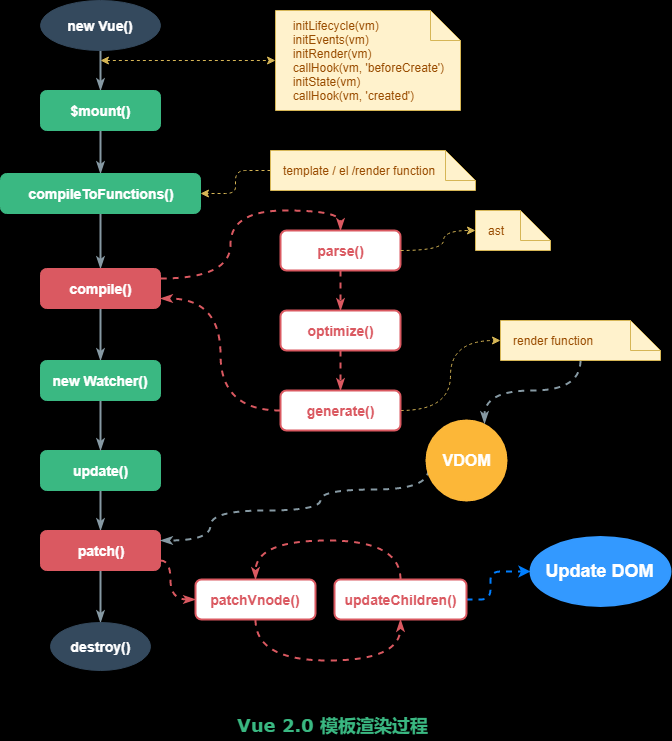 new Vue()
initLifecycle(vm)
initEvents(vm)
initRender(vm)
callHook(vm, 'beforeCreate')
initState(vm)
callHook(vm, 'created')
$mount()
template / el /render function
compileToFunctions()
ast
parse()
compile()
optimize()
render function
new Watcher()
generate()
VDOM
update()
patch()
Update DOM
patchVnode()
updateChildren()
destroy()
Vue 2.0 模板渲染过程